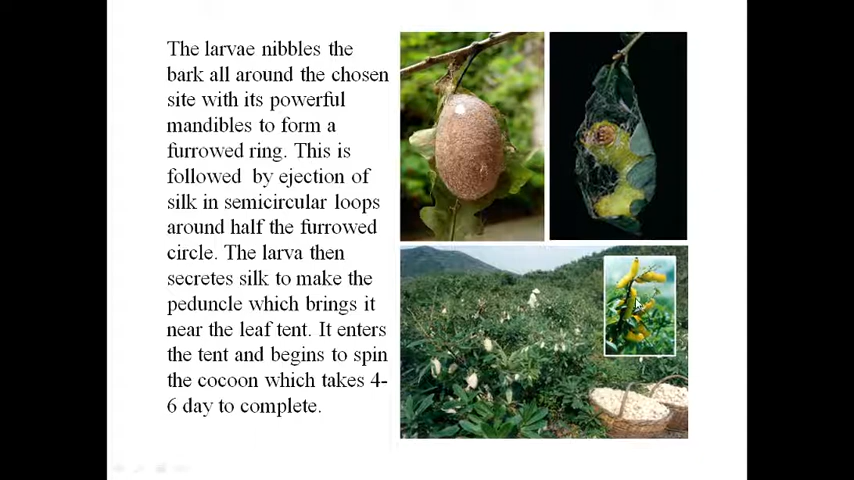 The larvae nibbles the
bark all around the chosen
site with its powerful
mandibles to form a
furrowed ring. This is
followed by ejection of
silk in semicircular loops
around half the furrowed
circle. The larva then
secretes silk to make the
peduncle which brings it
near the leaf tent. It enters
the tent and begins to spin
the cocoon which takes 4-
6 day to complete.